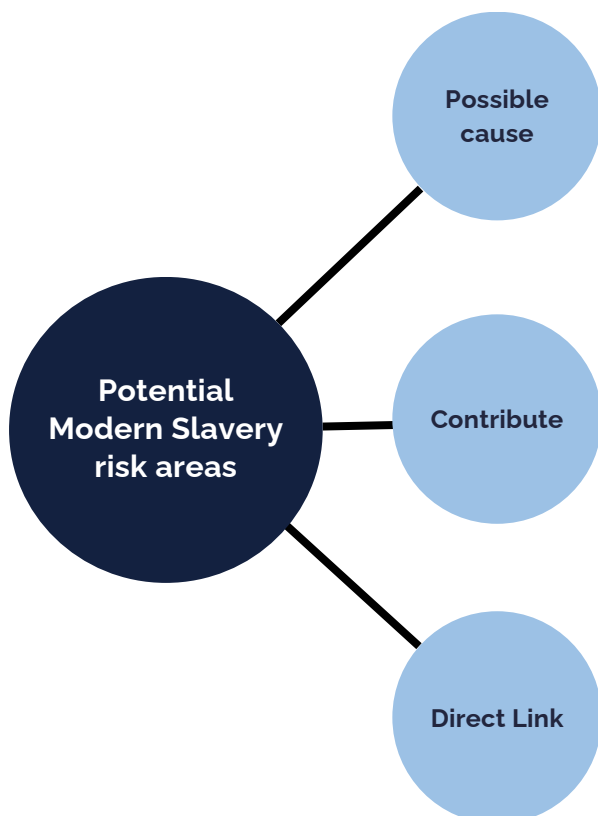 Possible
cause
Potential
Modern Slavery
risk areas
Contribute
Direct Link